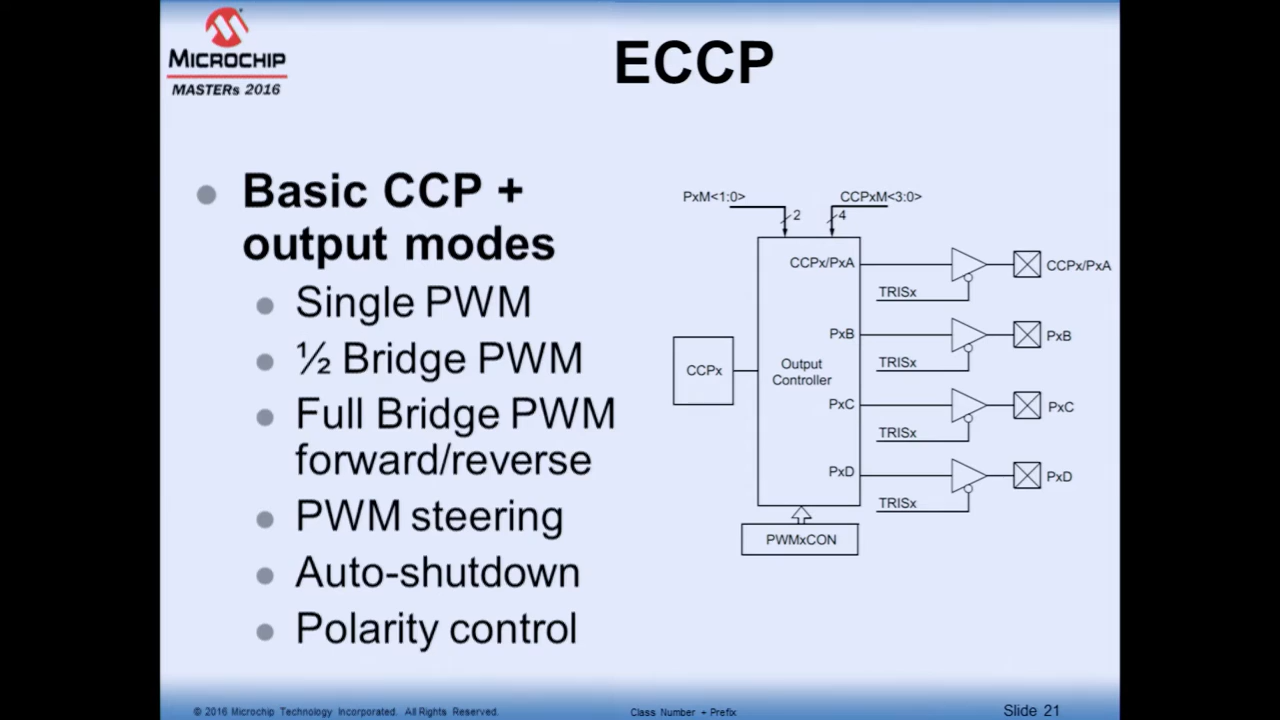 MICROCHIP
MASTERs 2016
ECCP
Basic CCP +
output modes
Single PWM
½ Bridge PWM
Full Bridge PWM
forward/reverse
PWM steering
Auto-shutdown
Polarity control
PxM<1:0>
CCPxM<3:0>
2
4
CCPx/PxA
CCPx/PxA
TRISx
PxB
PxB
TRISx
CCPx
Output
Controller
PxC
PxC
TRISx
PxD
PxD
TRISx
PWMxCON
© 2016 Microchip Technology Incorporated. All Rights Reserved.
Class Number + Prefix
Slide 21